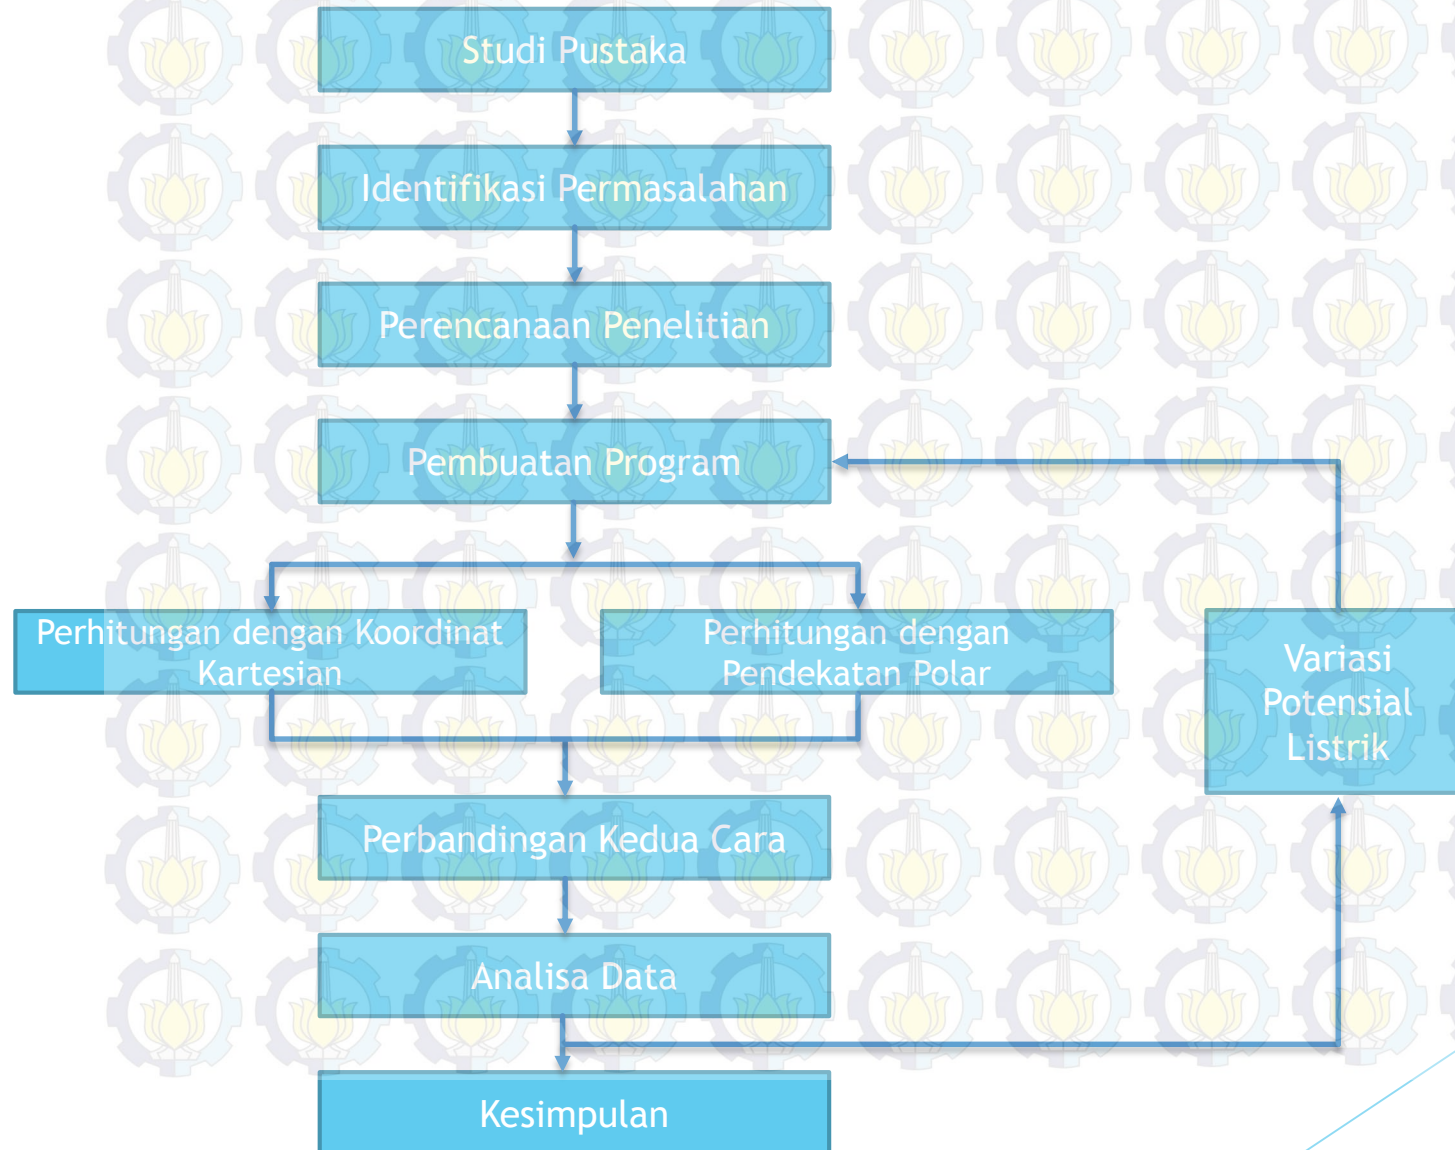 Studi Pustaka
Identifikasi Permasalahan
Perencanaan Penelitian
Pembuatan Program
Perhitungan dengan Koordinat
Kartesian
Perhitungan dengan
Pendekatan Polar
Variasi
Potensial
Listrik
Perbandingan Kedua Cara
Analisa Data
Kesimpulan